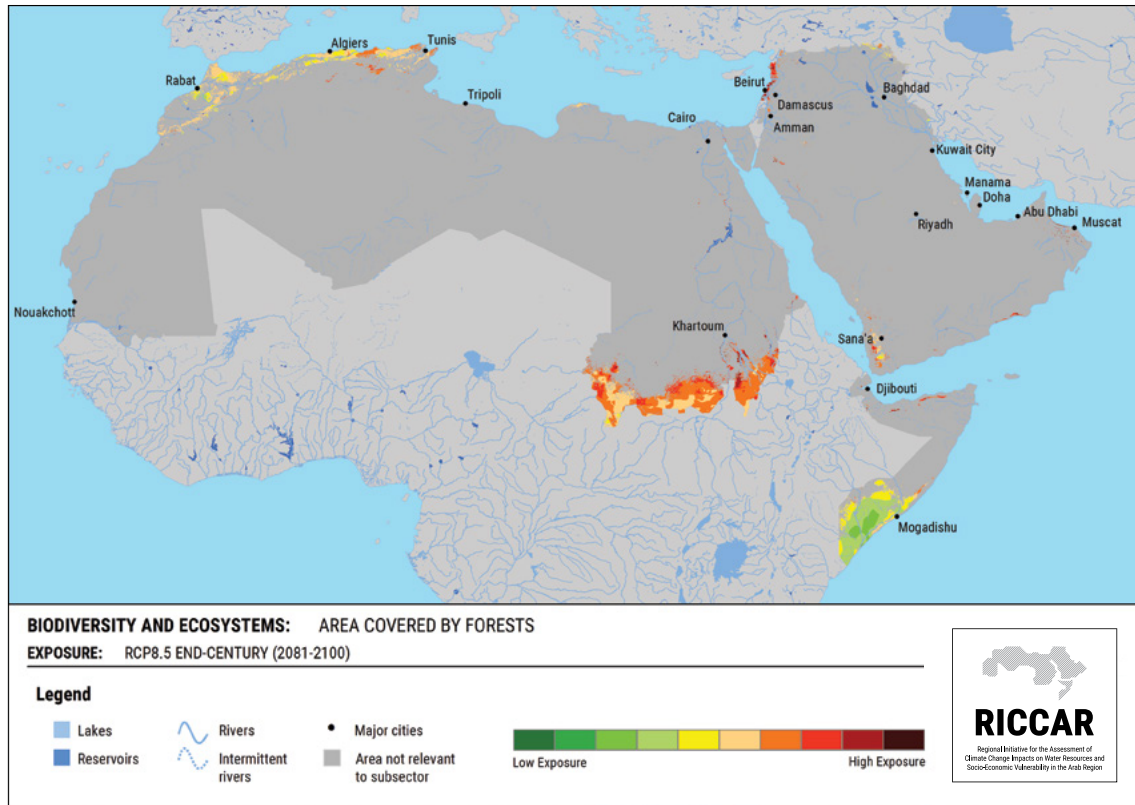 Algiers
Tunis
Rabat
Tripoli
Beirut
Damascus
Baghdad
Amman
Cairo
Kuwait City
Manama
Doha
Abu Dhabi
Muscat
Riyadh
Nouakchott
Khartoum
Sana'a
Djibouti
Mogadishu
BIODIVERSITY AND ECOSYSTEMS: AREA COVERED BY FORESTS
EXPOSURE: RCP8.5 END-CENTURY (2081-2100)
Legend
Lakes
Reservoirs
Rivers
Intermittent
rivers
Major cities
Area not relevant
to subsector
Low Exposure
High Exposure
RICCAR
Regional Initiative for the Assessment of
Climate Change Impacts on Water Resources and
Socio-Economic Vulnerability in the Arab Region